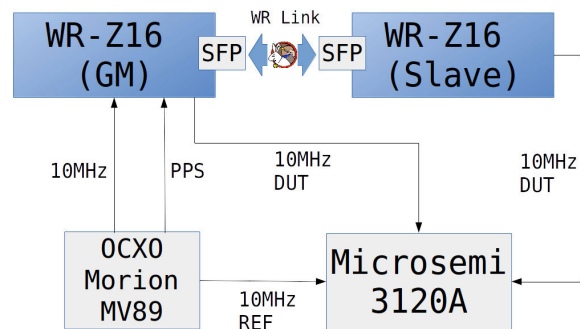 WR-Z16
(GM)
SFP
WR Link
SFP
WR-Z16
(Slave)
10MHz
PPS
10MHz
DUT
10MHz
DUT
OCXO
Morion
MV89
10MHz
REF
Microsemi
3120A